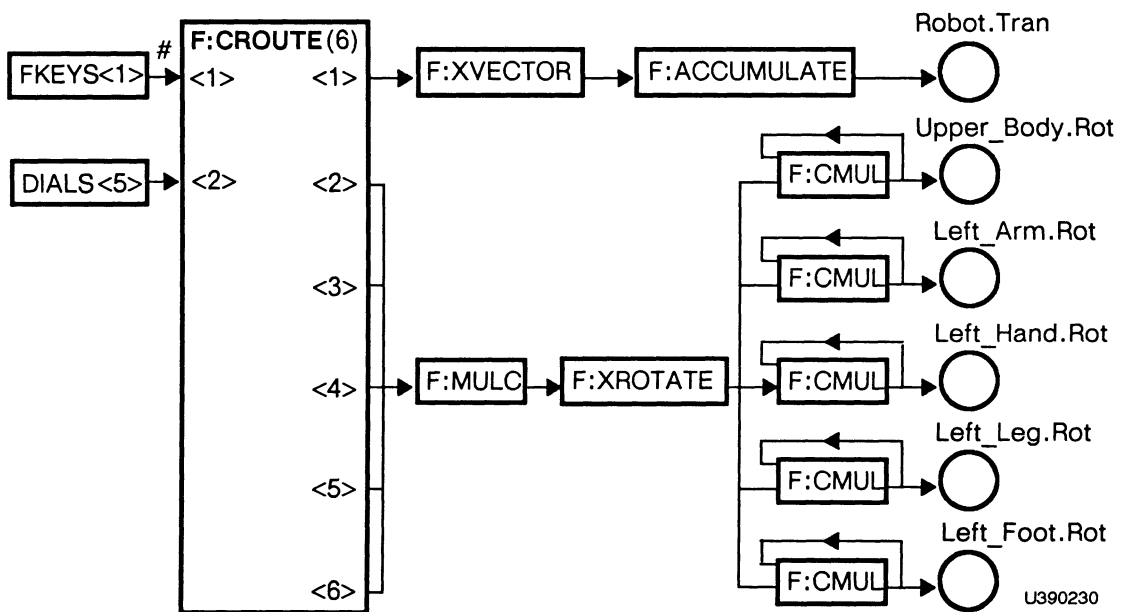 Robot.Tran
F:CROUTE(6)
#
FKEYS<1>
<1>
<1>
F:XVECTOR
F:ACCUMULATE
Upper_Body.Rot
DIALS<5>
<2>
<2>
F:CMUL
Left_Arm.Rot
<3>
F:CMUL
Left_Hand.Rot
<4>
F:MULC
F:XROTATE
F:CMUL
Left_Leg.Rot
<5>
F:CMUL
Left_Foot.Rot
<6>
F:CMUL
U390230